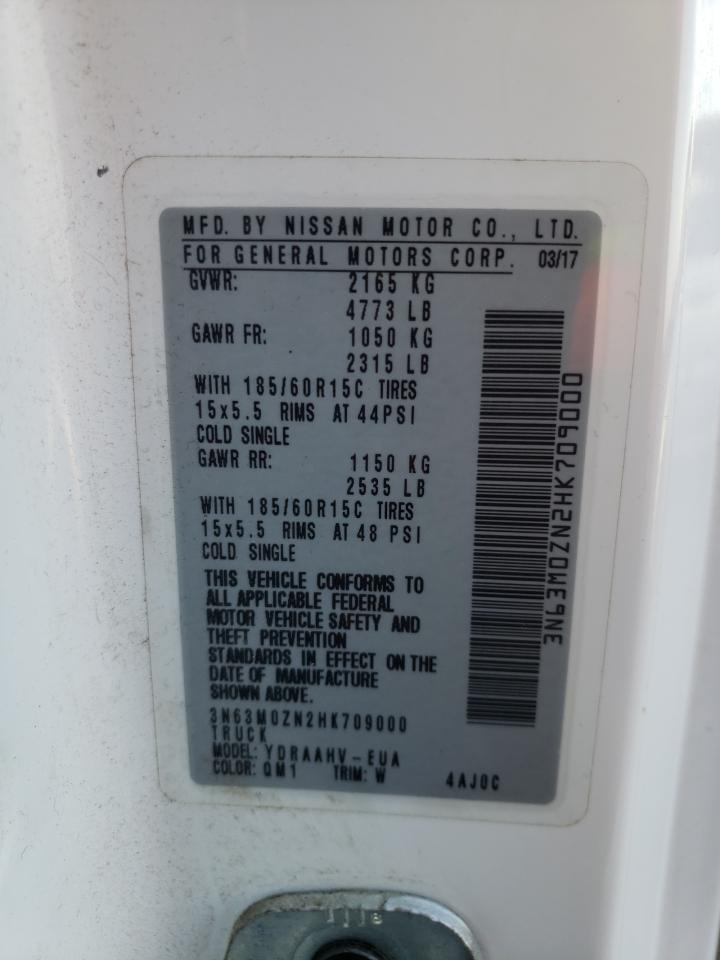 MFD. BY NISSAN MOTOR CO., LTD.
FOR GENERAL MOTORS CORP. 03/17
GVWR: 2165 KG
4773 LB
GAWR FR: 1050 KG
2315 LB
WITH 185/60R15C TIRES
15x5.5 RIMS AT 44PSI
COLD SINGLE
GAWR RR: 1150 KG
2535 LB
WITH 185/60R15C TIRES
15x5.5 RIMS AT 48 PSI
COLD SINGLE
THIS VEHICLE CONFORMS TO
ALL APPLICABLE FEDERAL
MOTOR VEHICLE SAFETY AND
THEFT PREVENTION
STANDARDS IN EFFECT ON THE
DATE OF MANUFACTURE
SHOWN ABOVE.
3N63M0ZN2HK709000
TRUCK
MODEL: YDRAAHV-EUA
COLOR: QM1 TRIM: W 4AJ0C
3N63M0ZN2HK709000